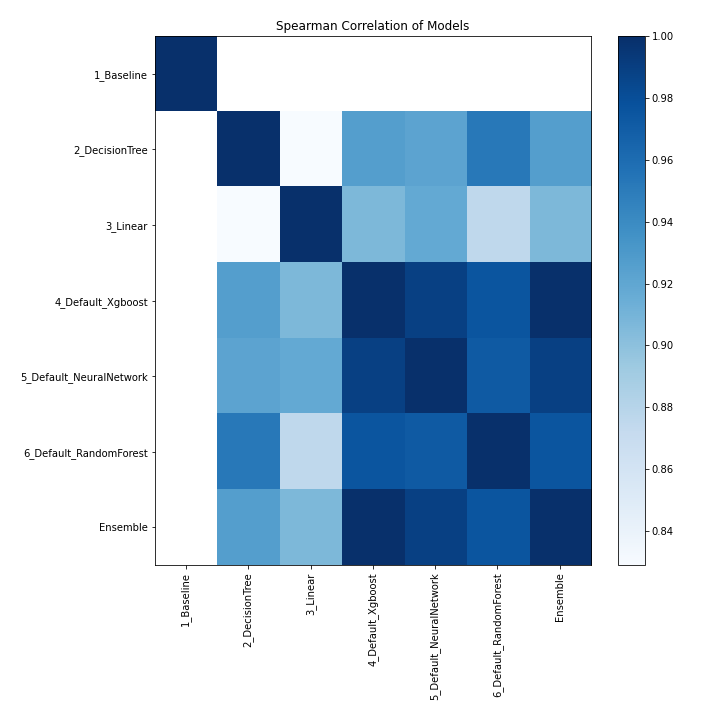 Spearman Correlation of Models
1_Baseline
2_DecisionTree
3_Linear
4_Default_Xgboost
5_Default_NeuralNetwork
6_Default_RandomForest
Ensemble
1_Baseline
2_DecisionTree
3_Linear
4_Default_Xgboost
5_Default_NeuralNetwork
6_Default_RandomForest
Ensemble
1.00
0.98
0.96
0.94
0.92
0.90
0.88
0.86
0.84